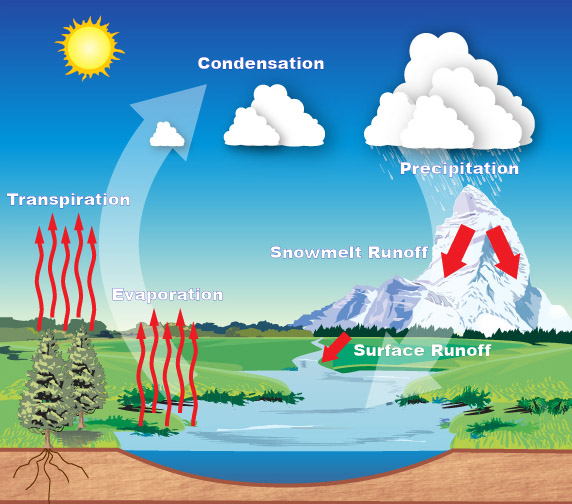 Condensation
Precipitation
Transpiration
Snowmelt Runoff
Evaporation
Surface Runoff